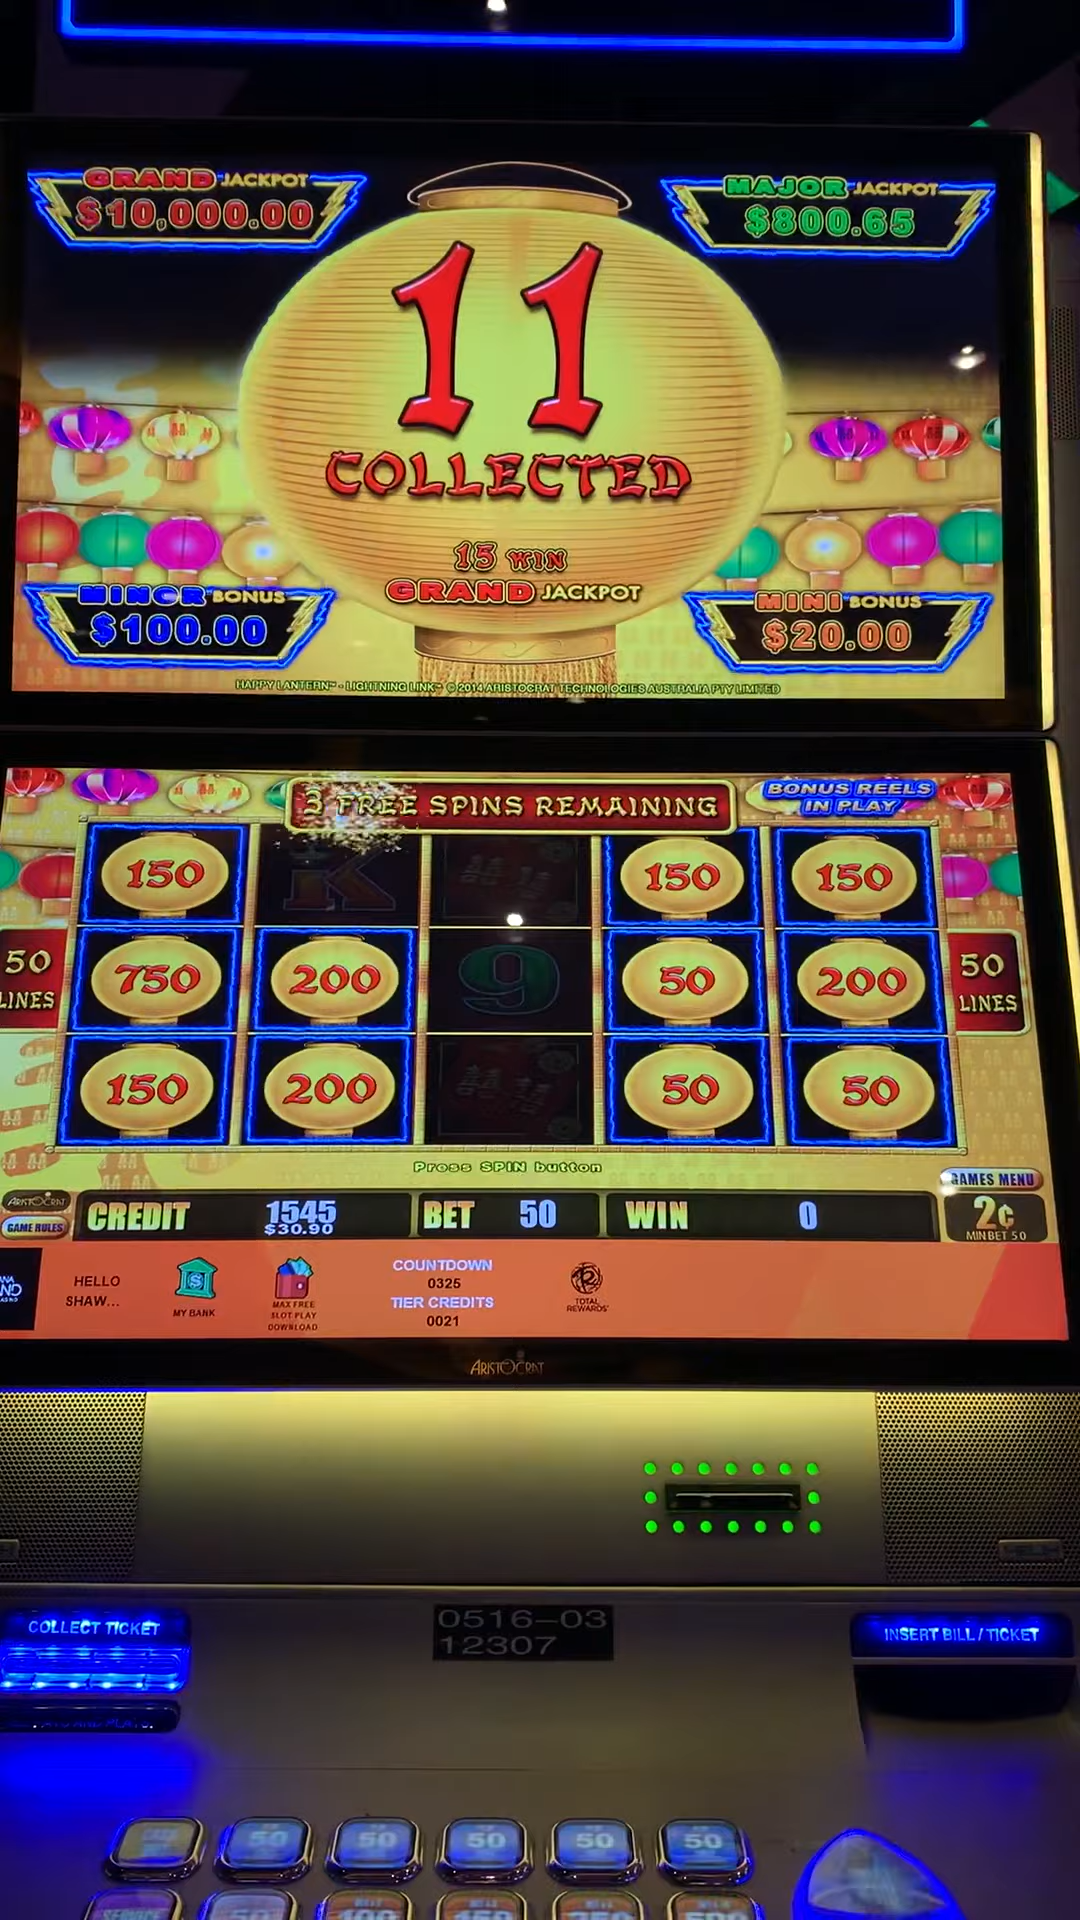 GRAND JACKPOT
$10,000.00
MAJOR JACKPOT
$800.65
11
COLLECTED
15 WIN
GRAND JACKPOT
MINOR BONUS
$100.00
MINI BONUS
$20.00
HAPPY LANTERN™ - LIGHTNING LINK™ © 2014 ARISTOCRAT TECHNOLOGIES AUSTRALIA PTY LIMITED
3 FREE SPINS REMAINING
BONUS REELS
IN PLAY
150 K 150 150
50 LINES
750 200 9 50 200
50 LINES
150 200 50 50
Press SPIN button
GAMES MENU
ARISTOCRAT
GAME RULES
CREDIT 1545
$30.90
BET 50
WIN 0
2¢
MIN BET 50
HELLO
SHAW...
MY BANK
MAX FREE
SLOT PLAY
DOWNLOAD
COUNTDOWN
0325
TIER CREDITS
0021
TOTAL
REWARDS
ARISTOCRAT
COLLECT TICKET
0516-03
12307
INSERT BILL/TICKET
50 50 50 50 50
SERVICE